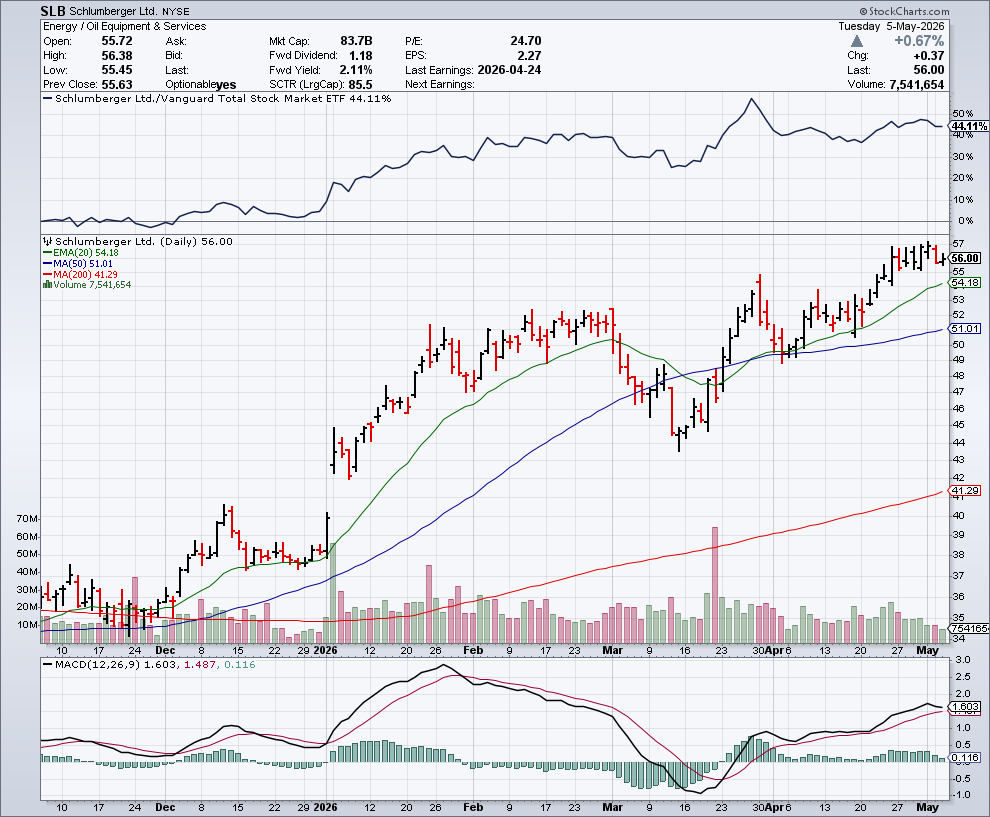 SLB Schlumberger Ltd. NYSE © StockCharts.com
Energy / Oil Equipment & Services Tuesday 5-May-2026
Open: 55.72 Ask: Mkt Cap: 83.7B P/E: 24.70 ▲ +0.67%
High: 56.38 Bid: Fwd Dividend: 1.18 EPS: 2.27 Chg: +0.37
Low: 55.45 Last: Fwd Yield: 2.11% Last Earnings: 2026-04-24 Last: 56.00
Prev Close: 55.63 Optionable: yes SCTR (LrgCap): 85.5 Next Earnings: Volume: 7,541,654
Schlumberger Ltd./Vanguard Total Stock Market ETF 44.11%
50%
44.11%
40%
30%
20%
10%
0%
Schlumberger Ltd. (Daily) 56.00
EMA(20) 54.18
MA(50) 51.01
MA(200) 41.29
Volume 7,541,654
57
56.00
55
54.18
53
52
51.01
50
49
48
47
46
45
44
43
42
41.29
40
39
38
37
36
35
754165
34
70M
60M
50M
40M
30M
20M
10M
10 17 24 Dec 8 15 22 29 2026 12 20 26 Feb 9 17 23 Mar 9 16 23 30 Apr 6 13 20 27 May
MACD(12,26,9) 1.603, 1.487, 0.116
3.0
2.5
2.0
1.603
1.0
0.5
0.116
-0.5
-1.0
10 17 24 Dec 8 15 22 29 2026 12 20 26 Feb 9 17 23 Mar 9 16 23 30 Apr 6 13 20 27 May